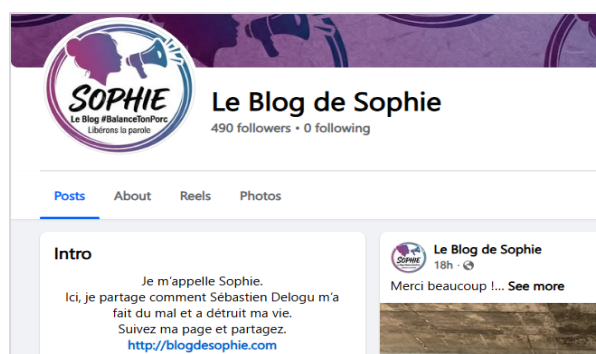 SOPHIE
Le Blog #BalanceTonPorc
Libérons la parole
Le Blog de Sophie
490 followers • 0 following
Posts About Reels Photos
Intro
Je m'appelle Sophie.
Ici, je partage comment Sébastien Delogu m'a
fait du mal et a détruit ma vie.
Suivez ma page et partagez.
http://blogdesophie.com
SOPHIE
Le Blog de Sophie
18h ·
Merci beaucoup !... See more